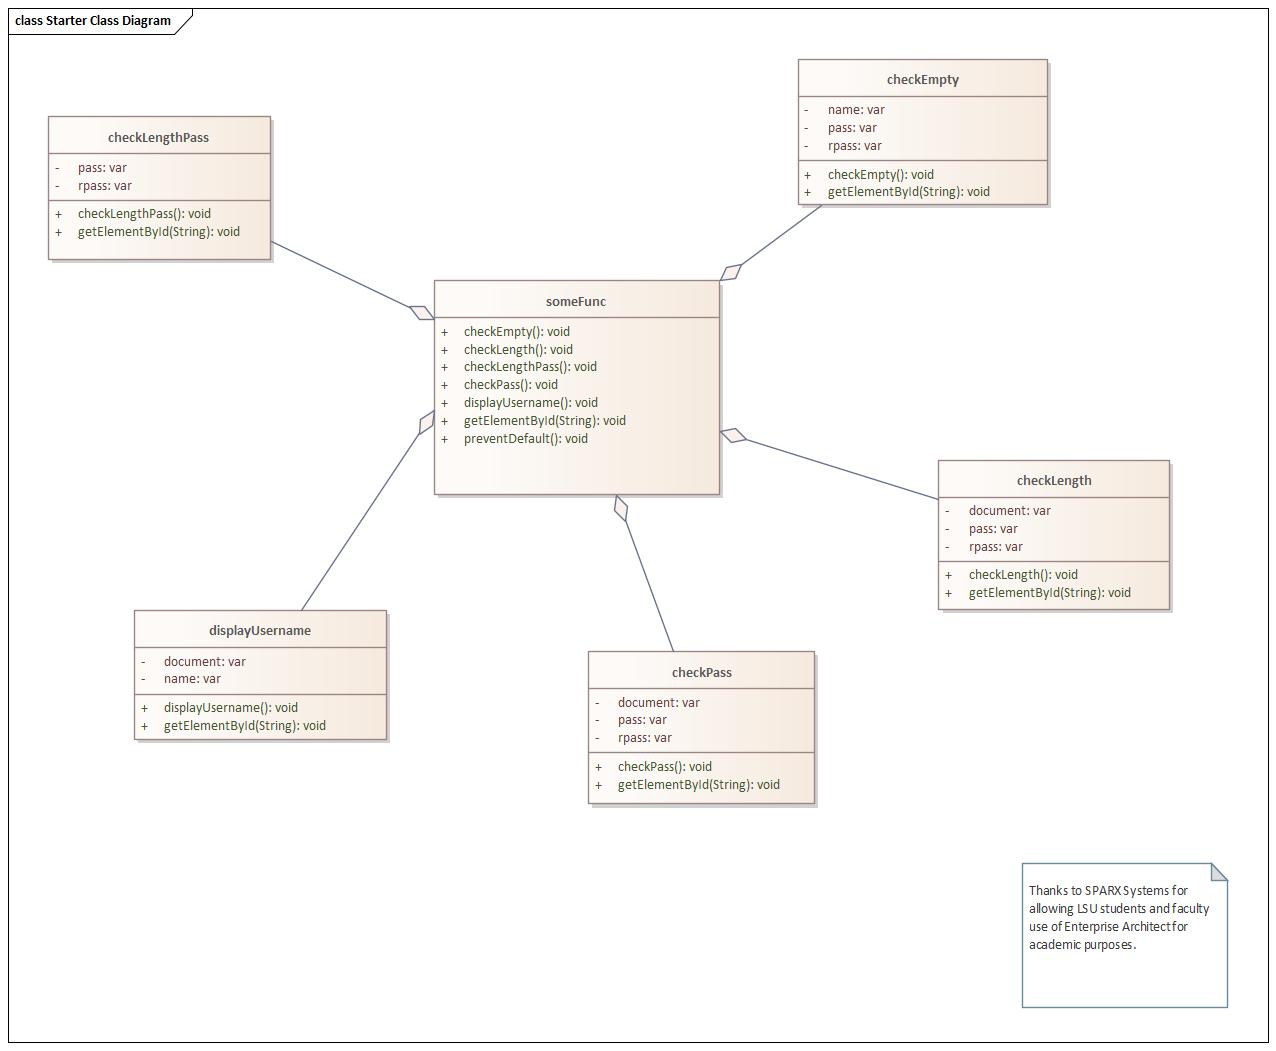 class Starter Class Diagram
checkEmpty
- name: var
- pass: var
- rpass: var
+ checkEmpty(): void
+ getElementById(String): void
checkLengthPass
- pass: var
- rpass: var
+ checkLengthPass(): void
+ getElementById(String): void
someFunc
+ checkEmpty(): void
+ checkLength(): void
+ checkLengthPass(): void
+ checkPass(): void
+ displayUsername(): void
+ getElementById(String): void
+ preventDefault(): void
checkLength
- document: var
- pass: var
- rpass: var
+ checkLength(): void
+ getElementById(String): void
displayUsername
- document: var
- name: var
+ displayUsername(): void
+ getElementById(String): void
checkPass
- document: var
- pass: var
- rpass: var
+ checkPass(): void
+ getElementById(String): void
Thanks to SPARX Systems for
allowing LSU students and faculty
use of Enterprise Architect for
academic purposes.